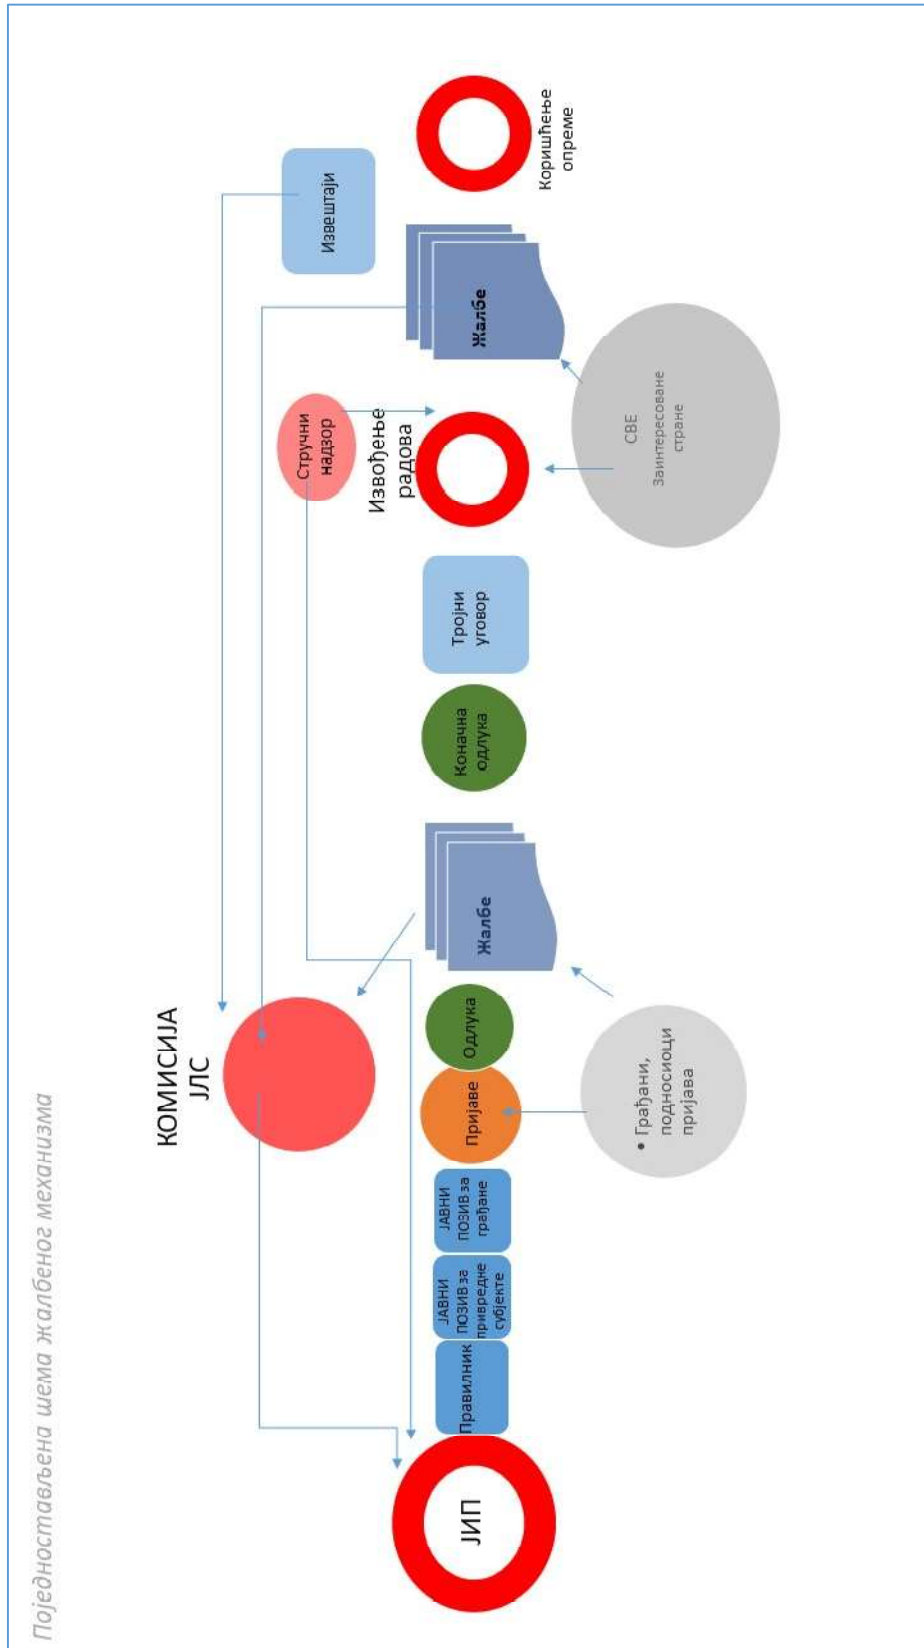 Поједностављена шема жалбеног механизма
КОМИСИЈА
ЈЛС
ЈИП
Правилник
ЈАВНИ
ПОЗИВ за
привредне
субјекте
ЈАВНИ
ПОЗИВ за
грађане
Пријаве
Одлука
• Грађани,
подносиоци
пријава
Жалбе
Коначна
одлука
Тројни
уговор
Стручни
надзор
Извођење
радова
СВЕ
Заинтересоване
стране
Жалбе
Извештаји
Коришћење
опреме